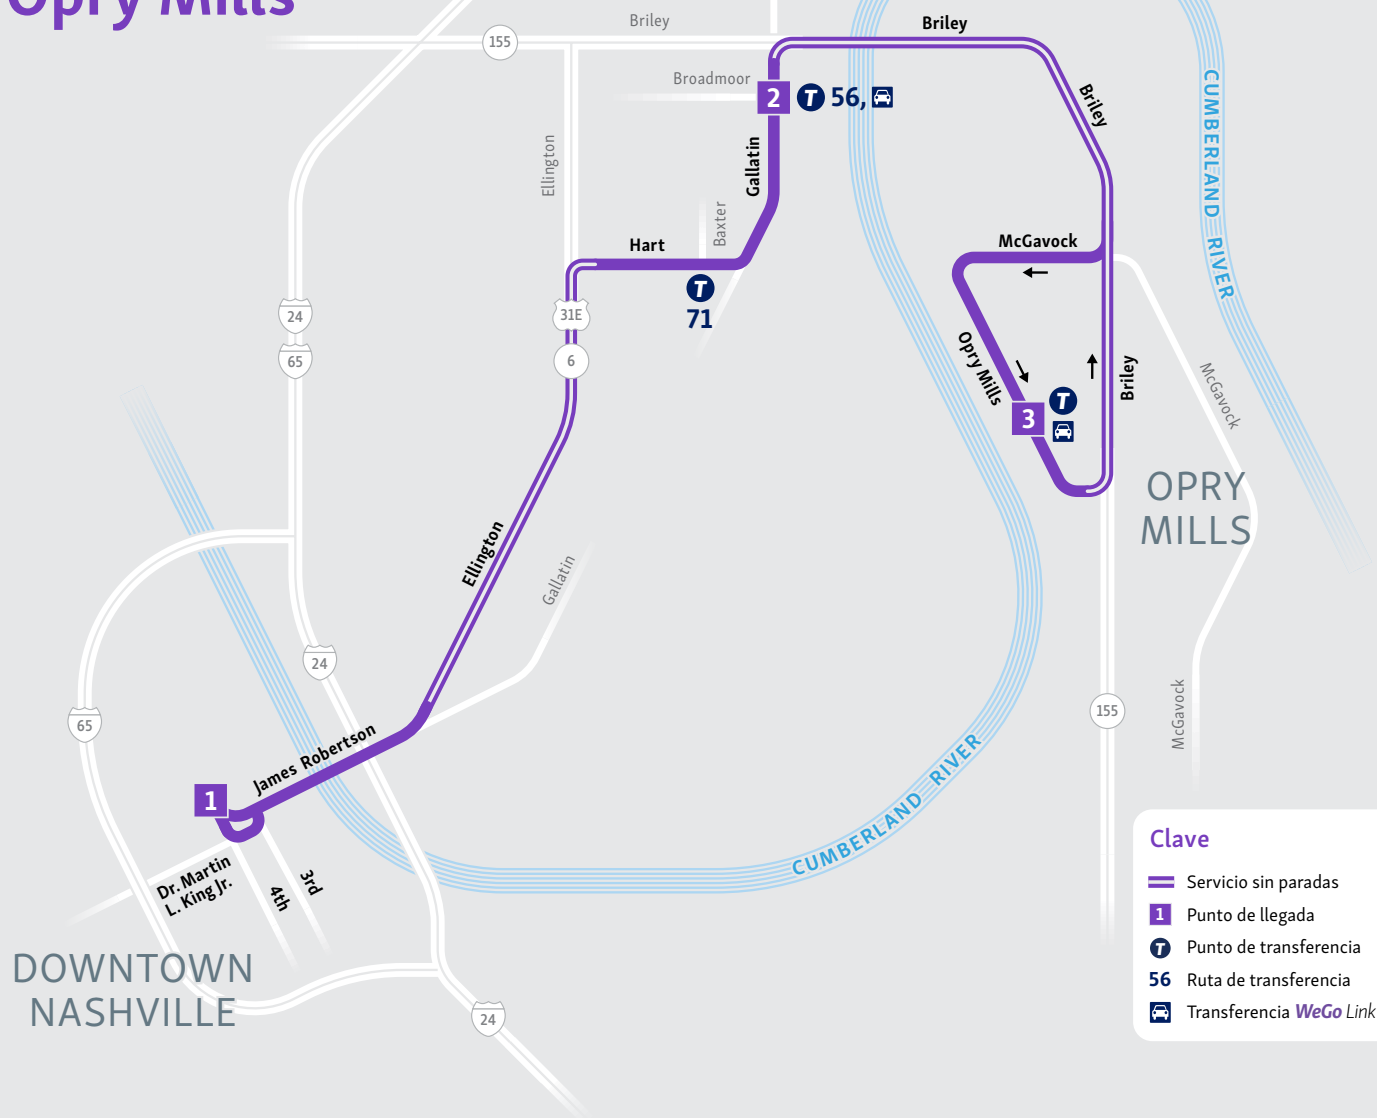 Opry Mills
Briley
155
Briley
Broadmoor
2
T
56,
Briley
Ellington
Gallatin
Baxter
Hart
T
71
McGavock
31E
6
24
65
Opry Mills
3
T
Briley
McGavock
CUMBERLAND RIVER
OPRY
MILLS
Ellington
Gallatin
24
65
155
McGavock
James Robertson
1
CUMBERLAND RIVER
Dr. Martin
L. King Jr.
4th
3rd
DOWNTOWN
NASHVILLE
24
Clave
Servicio sin paradas
1 Punto de llegada
T Punto de transferencia
56 Ruta de transferencia
Transferencia WeGo Link